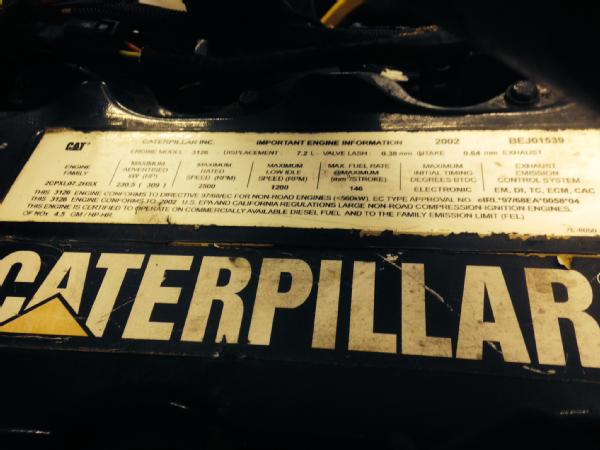 CAT CATERPILLAR INC. IMPORTANT ENGINE INFORMATION 2002 BEJ01539
ENGINE MODEL 3126 - DISPLACEMENT 7.2 L - VALVE LASH: 0.38 mm INTAKE 0.64 mm EXHAUST
ENGINE FAMILY MAXIMUM ADVERTISED kW (HP) MAXIMUM RATED SPEED (RPM) MAXIMUM LOW IDLE SPEED (RPM) MAX. FUEL RATE @MAXIMUM (mm³/STROKE) MAXIMUM INITIAL TIMING DEGREES BTDC EXHAUST EMISSION CONTROL SYSTEM
2CPXL07.2HSX 230.5 ( 309 ) 2500 1200 146 ELECTRONIC EM, DI, TC, ECM, CAC
THIS 3126 ENGINE CONFORMS TO DIRECTIVE 97/68/EC FOR NON-ROAD ENGINES (<560kW). EC TYPE APPROVAL NO. *97/68EA*0058*04
THIS 3126 ENGINE CONFORMS TO 2002 U.S. EPA AND CALIFORNIA REGULATIONS LARGE NON-ROAD COMPRESSION-IGNITION ENGINES.
THIS ENGINE IS CERTIFIED TO OPERATE ON COMMERCIALLY AVAILABLE DIESEL FUEL AND TO THE FAMILY EMISSION LIMIT (FEL)
OF NOx 4.5 GM / HP-HR
7E-8050
CATERPILLAR